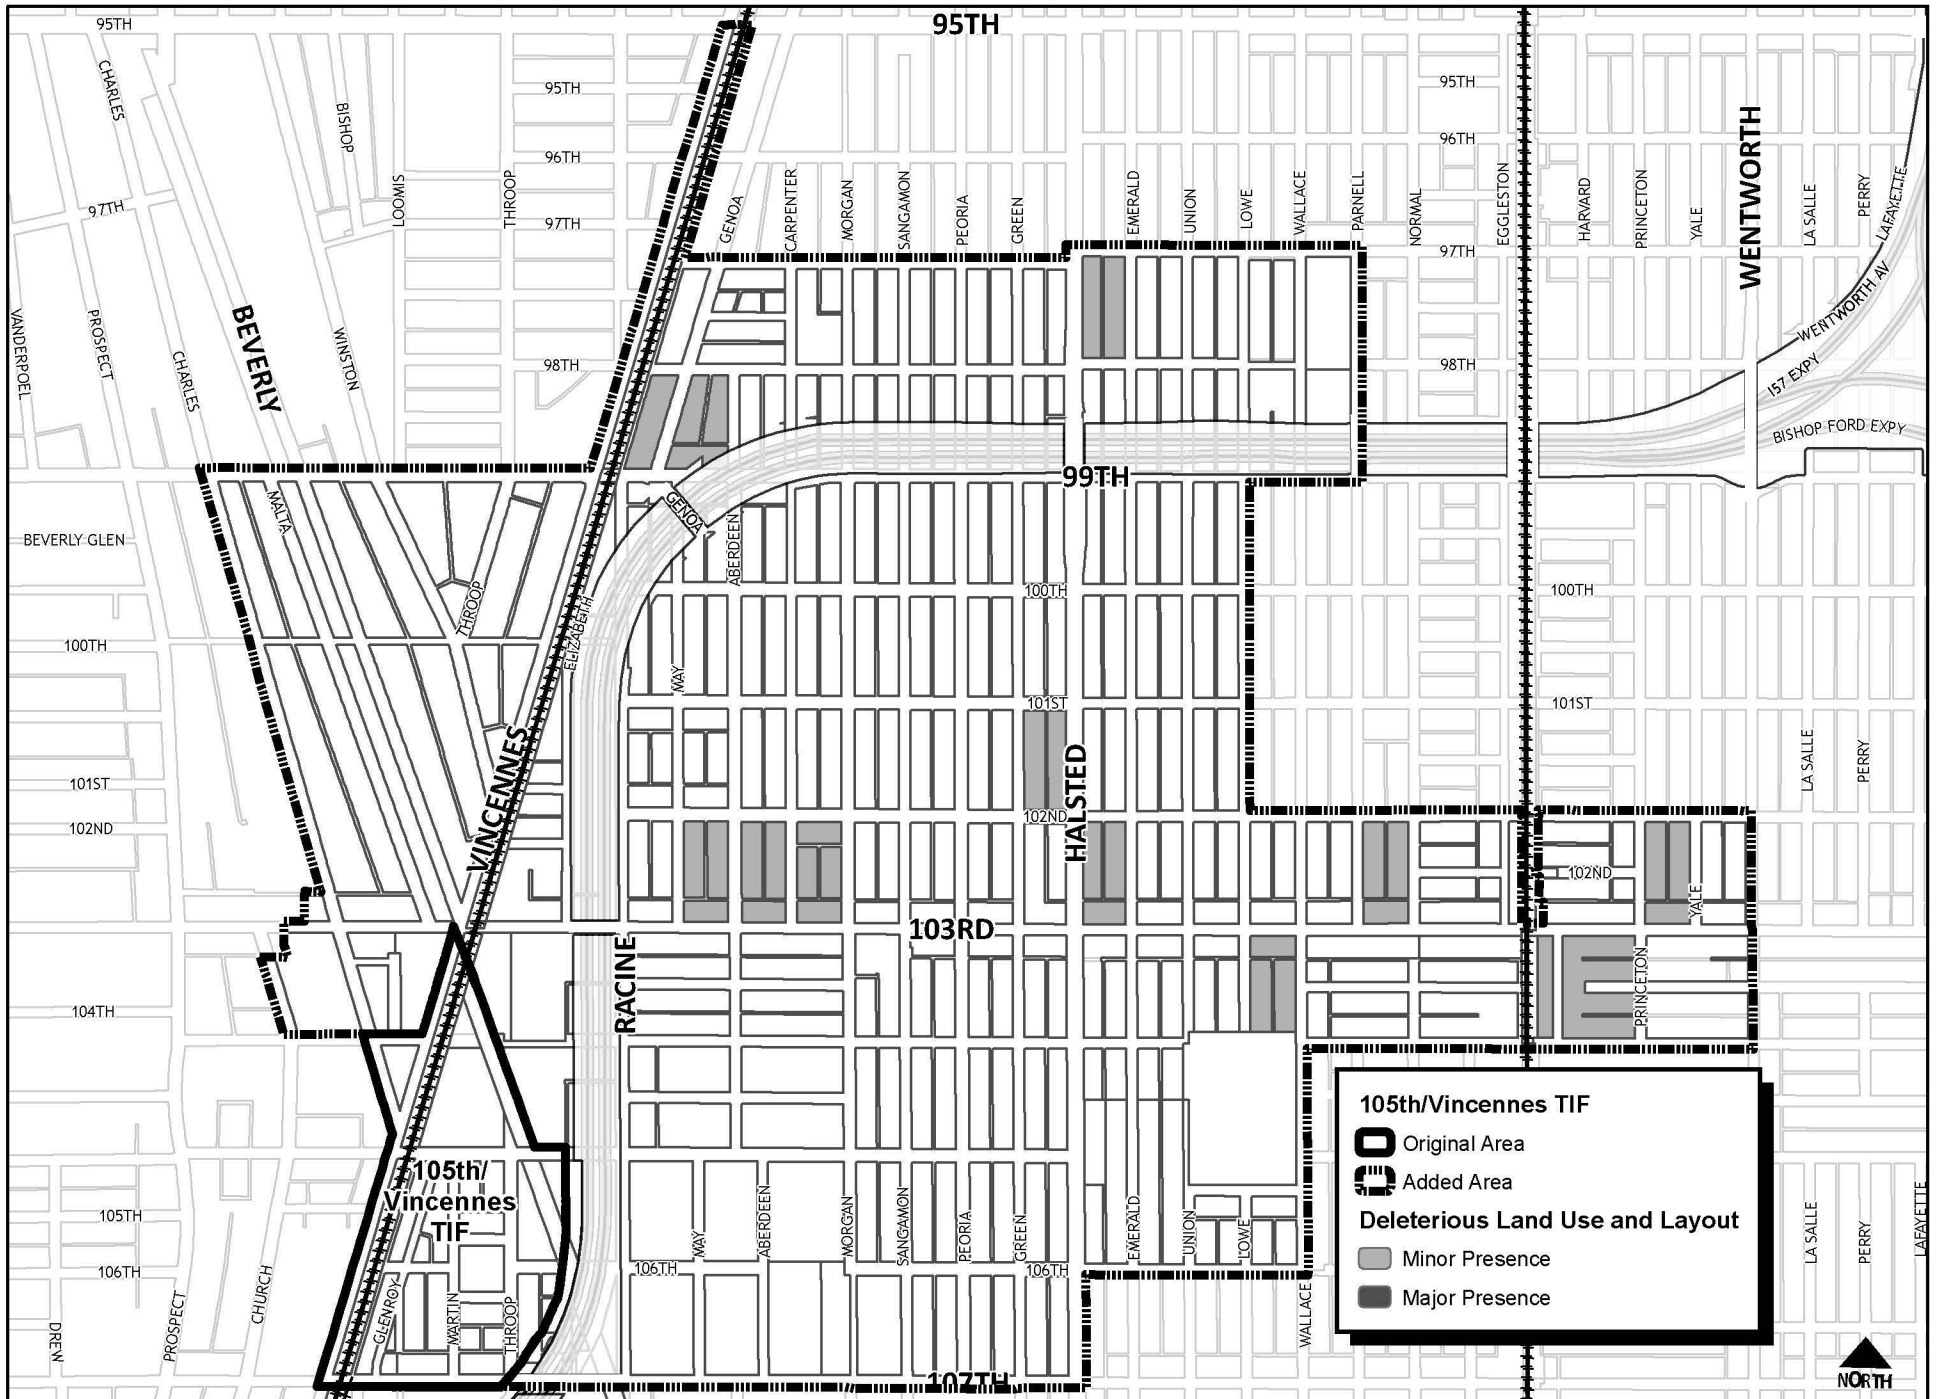 95TH
95TH
CHARLES
BISHOP
95TH
95TH
96TH
96TH
WENTWORTH
LOOMIS
THROOP
97TH
97TH
GENOA
CARPENTER
MORGAN
SANGAMON
PEORIA
GREEN
EMERALD
UNION
LOWE
WALLACE
PARNELL
NORMAL
97TH
EGGLESTON
HARVARD
PRINCETON
YALE
LA SALLE
PERRY
LAFAYETTE
VANDERPOEL
PROSPECT
CHARLES
BEVERLY
WINSTON
98TH
98TH
WENTWORTH AV
I57 EXPY
BISHOP FORD EXPY
99TH
MALTA
GENOA
ABERDEEN
BEVERLY GLEN
THROOP
ELIZABETH
100TH
100TH
100TH
MAY
101ST
101ST
VINCENNES
HALSTED
LA SALLE
PERRY
101ST
102ND
102ND
102ND
YALE
103RD
RACINE
PRINCETON
104TH
105th/
Vincennes
TIF
105TH
106TH
MAY
ABERDEEN
MORGAN
SANGAMON
PEORIA
GREEN
EMERALD
UNION
LOWE
106TH
106TH
WALLACE
DREW
PROSPECT
CHURCH
GLENROY
MARTIN
THROOP
107TH
105th/Vincennes TIF
Original Area
Added Area
Deleterious Land Use and Layout
Minor Presence
Major Presence
LA SALLE
PERRY
LAFAYETTE
NORTH